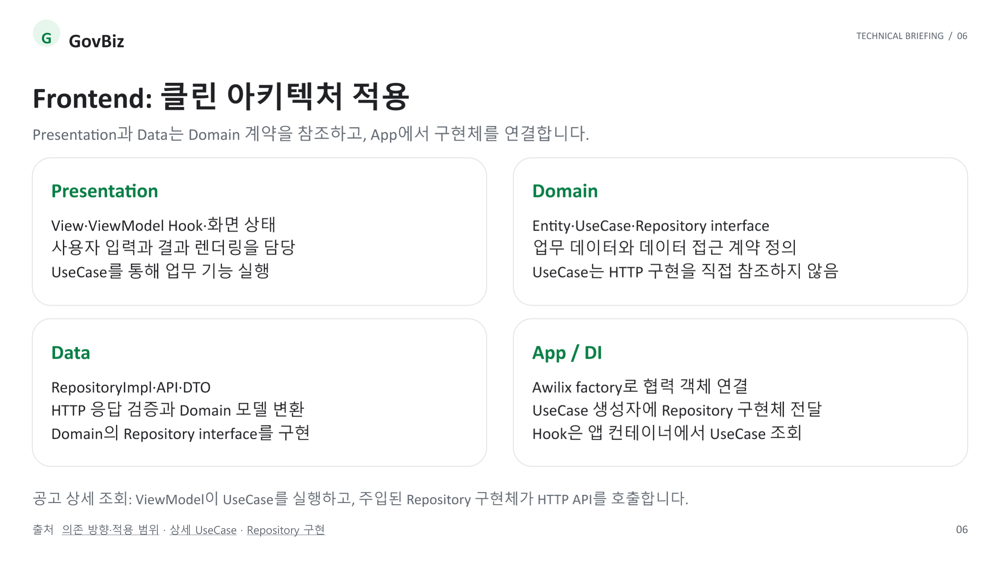 G GovBiz
TECHNICAL BRIEFING / 06
Frontend: 클린 아키텍처 적용
Presentation과 Data는 Domain 계약을 참조하고, App에서 구현체를 연결합니다.
Presentation
View·ViewModel Hook·화면 상태
사용자 입력과 결과 렌더링을 담당
UseCase를 통해 업무 기능 실행
Domain
Entity·UseCase·Repository interface
업무 데이터와 데이터 접근 계약 정의
UseCase는 HTTP 구현을 직접 참조하지 않음
Data
RepositoryImpl·API·DTO
HTTP 응답 검증과 Domain 모델 변환
Domain의 Repository interface를 구현
App / DI
Awilix factory로 협력 객체 연결
UseCase 생성자에 Repository 구현체 전달
Hook은 앱 컨테이너에서 UseCase 조회
공고 상세 조회: ViewModel이 UseCase를 실행하고, 주입된 Repository 구현체가 HTTP API를 호출합니다.
출처 의존 방향·적용 범위 · 상세 UseCase · Repository 구현
06